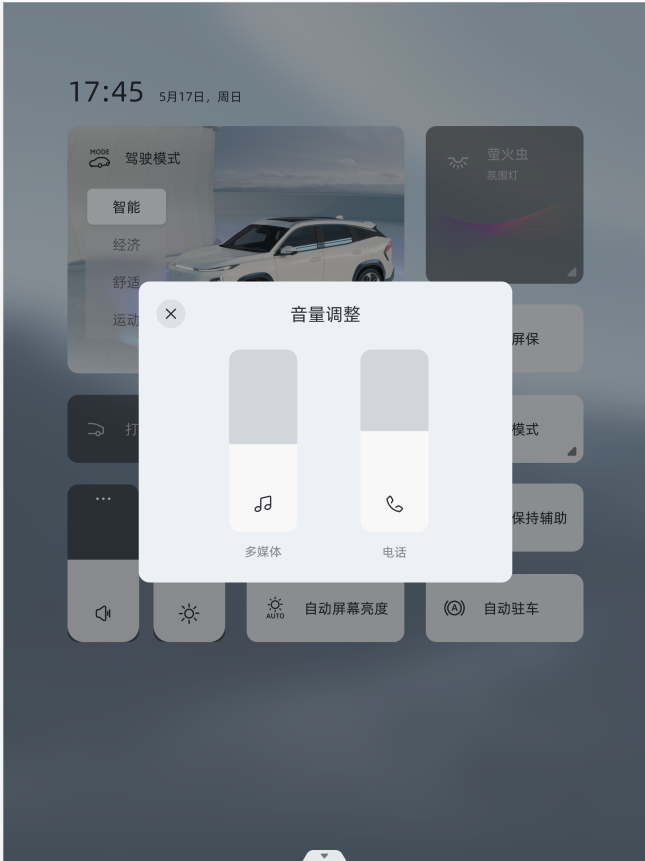 17:45 5月17日，周日
MODE
驾驶模式
智能
经济
舒适
运动
萤火虫
氛围灯
音量调整
多媒体
电话
屏保
打
模式
保持辅助
AUTO
自动屏幕亮度
A
自动驻车